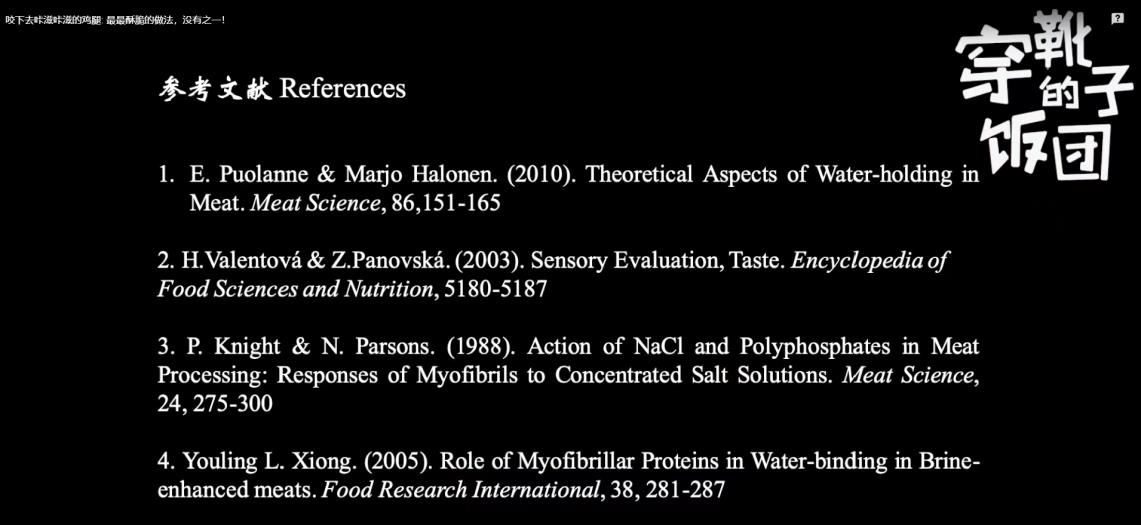 咬下去咔滋咔滋的鸡腿: 最最酥脆的做法，没有之一!
穿靴子的饭团
参考文献 References
1. E. Puolanne & Marjo Halonen. (2010). Theoretical Aspects of Water-holding in
Meat. Meat Science, 86,151-165
2. H.Valentová & Z.Panovská. (2003). Sensory Evaluation, Taste. Encyclopedia of
Food Sciences and Nutrition, 5180-5187
3. P. Knight & N. Parsons. (1988). Action of NaCl and Polyphosphates in Meat
Processing: Responses of Myofibrils to Concentrated Salt Solutions. Meat Science,
24, 275-300
4. Youling L. Xiong. (2005). Role of Myofibrillar Proteins in Water-binding in Brine-
enhanced meats. Food Research International, 38, 281-287